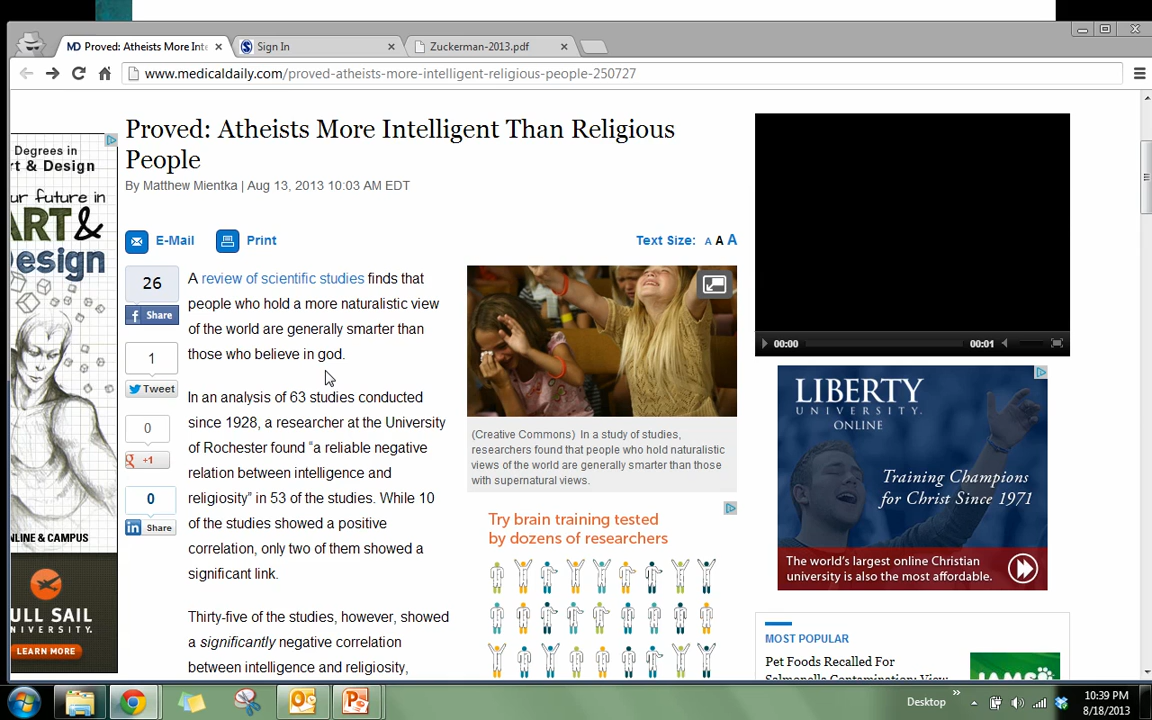 MD Proved: Atheists More Inte
Sign In
Zuckerman-2013.pdf
www.medicaldaily.com/proved-atheists-more-intelligent-religious-people-250727
Proved: Atheists More Intelligent Than Religious
People
By Matthew Mientka | Aug 13, 2013 10:03 AM EDT
E-Mail
Print
Text Size: A A A
26
Share
1
Tweet
0
+1
0
Share
A review of scientific studies finds that
people who hold a more naturalistic view
of the world are generally smarter than
those who believe in god.
In an analysis of 63 studies conducted
since 1928, a researcher at the University
of Rochester found “a reliable negative
relation between intelligence and
religiosity” in 53 of the studies. While 10
of the studies showed a positive
correlation, only two of them showed a
significant link.
Thirty-five of the studies, however, showed
a significantly negative correlation
between intelligence and religiosity,
(Creative Commons) In a study of studies,
researchers found that people who hold naturalistic
views of the world are generally smarter than those
with supernatural views.
Try brain training tested
by dozens of researchers
00:00
00:01
LIBERTY
UNIVERSITY
ONLINE
Training Champions
for Christ Since 1971
The world's largest online Christian
university is also the most affordable.
MOST POPULAR
Pet Foods Recalled For
Salmonella Contamination: View
IAMS
Degrees in
rt & Design
ur future in
ART &
Design
NLINE & CAMPUS
ULL SAIL
NIVERSITY.
LEARN MORE
Desktop
10:39 PM
8/18/2013